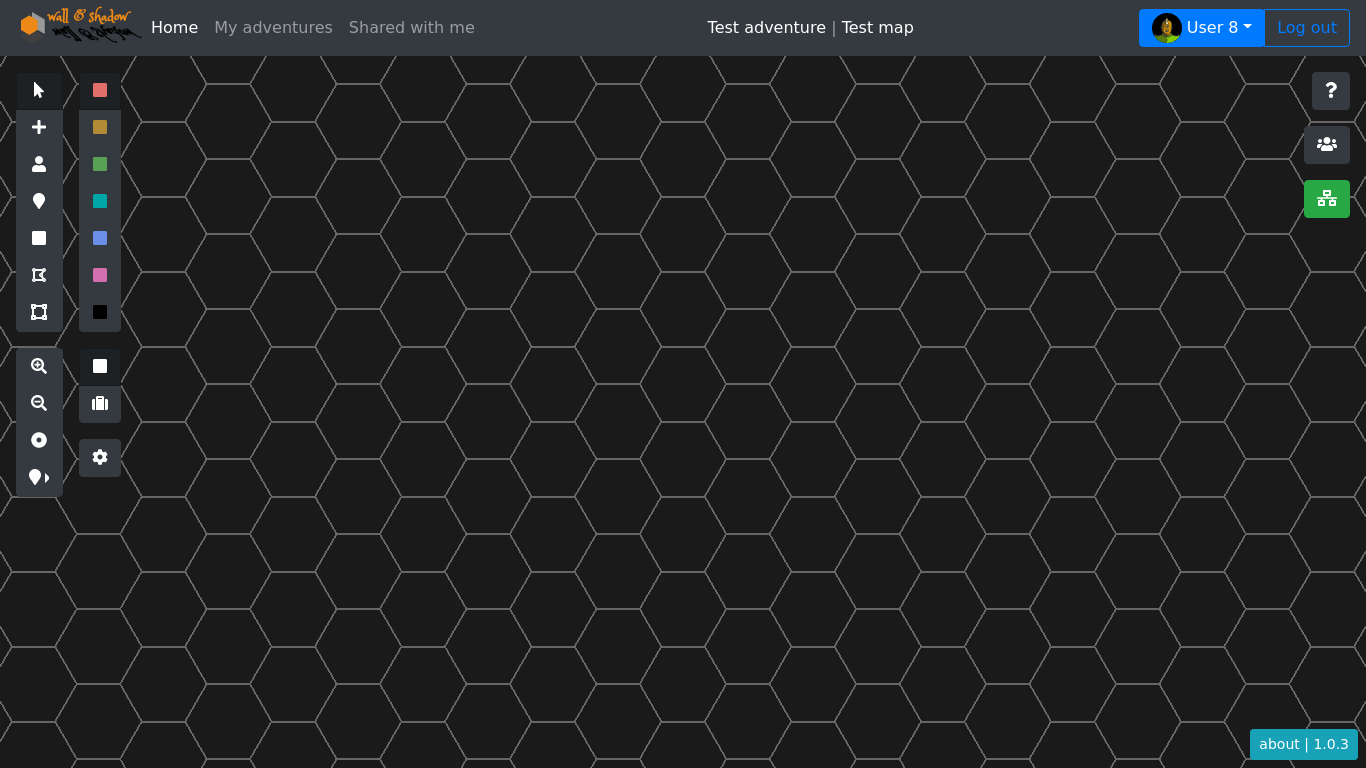 wall & shadow
Home My adventures Shared with me Test adventure | Test map User 8 Log out
?
about | 1.0.3